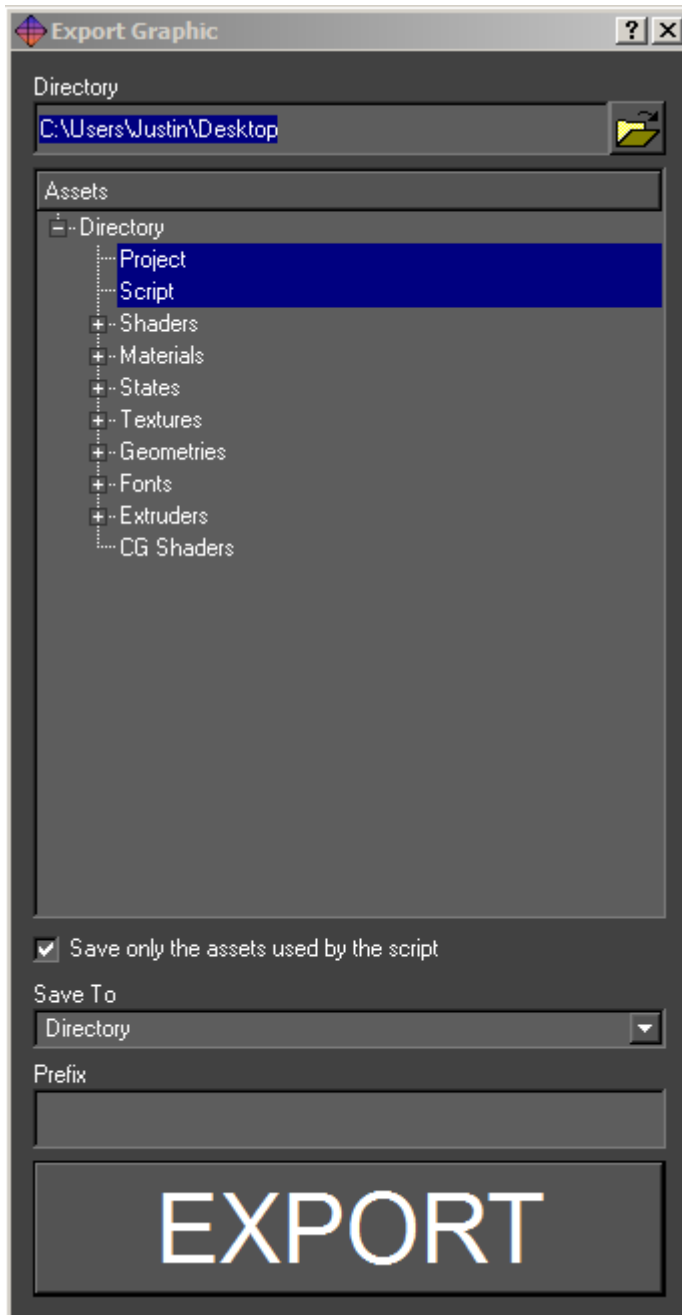 Export Graphic
Directory
C:\Users\Justin\Desktop
Assets
Directory
Project
Script
Shaders
Materials
States
Textures
Geometries
Fonts
Extruders
CG Shaders
Save only the assets used by the script
Save To
Directory
Prefix
EXPORT